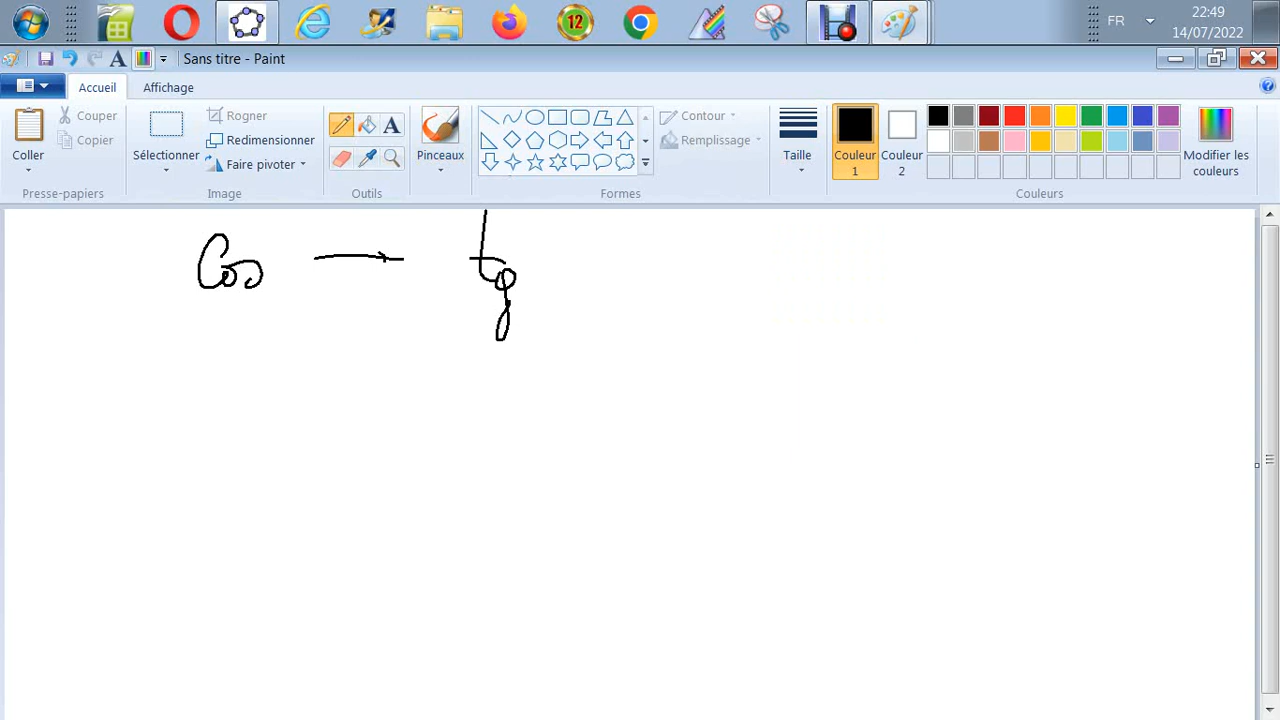 12
FR
22:49
14/07/2022
Sans titre - Paint
Accueil
Affichage
Coller
Couper
Copier
Presse-papiers
Sélectionner
Rogner
Redimensionner
Faire pivoter
Image
A
Outils
Pinceaux
Contour
Remplissage
Formes
Taille
Couleur 1
Couleur 2
Modifier les couleurs
Couleurs
Cos → tg